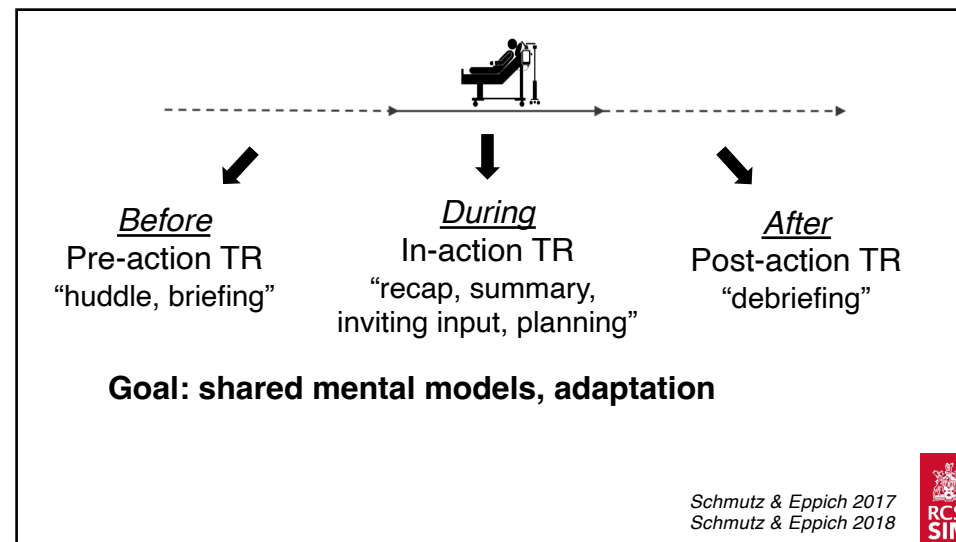 Before
Pre-action TR
“huddle, briefing”
During
In-action TR
“recap, summary,
inviting input, planning”
After
Post-action TR
“debriefing”
Goal: shared mental models, adaptation
Schmutz & Eppich 2017
Schmutz & Eppich 2018